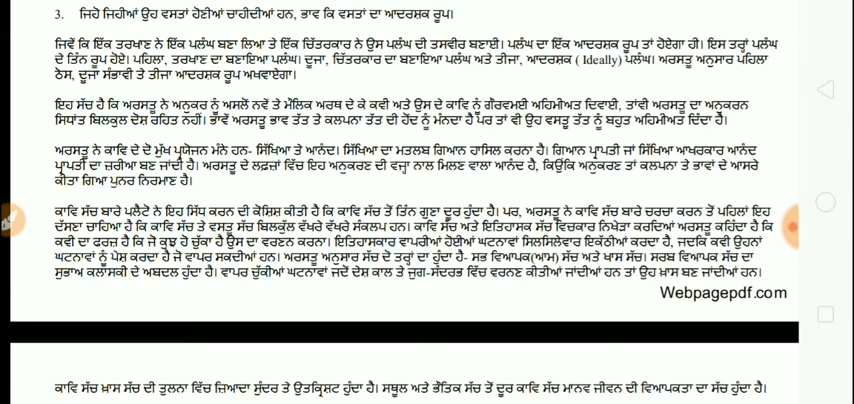 3. ਜਿਹੋ ਜਿਹੀਆਂ ਉਹ ਵਸਤਾਂ ਹੋਣੀਆਂ ਚਾਹੀਦੀਆਂ ਹਨ, ਭਾਵ ਕਿ ਵਸਤਾਂ ਦਾ ਆਦਰਸ਼ਕ ਰੂਪ।
ਜਿਵੇਂ ਕਿ ਇੱਕ ਤਰਖਾਣ ਨੇ ਇੱਕ ਪਲੰਘ ਬਣਾ ਲਿਆ ਤੇ ਇੱਕ ਚਿੱਤਰਕਾਰ ਨੇ ਉਸ ਪਲੰਘ ਦੀ ਤਸਵੀਰ ਬਣਾਈ। ਪਲੰਘ ਦਾ ਇੱਕ ਆਦਰਸ਼ਕ ਰੂਪ ਤਾਂ ਹੋਏਗਾ ਹੀ। ਇਸ ਤਰ੍ਹਾਂ ਪਲੰਘ
ਦੇ ਤਿੰਨ ਰੂਪ ਹੋਏ। ਪਹਿਲਾ, ਤਰਖਾਣ ਦਾ ਬਣਾਇਆ ਪਲੰਘ। ਦੂਜਾ, ਚਿੱਤਰਕਾਰ ਦਾ ਬਣਾਇਆ ਪਲੰਘ ਅਤੇ ਤੀਜਾ, ਆਦਰਸ਼ਕ ( Ideally) ਪਲੰਘ। ਅਰਸਤੂ ਅਨੁਸਾਰ ਪਹਿਲਾ
ਠੋਸ, ਦੂਜਾ ਸੰਭਾਵੀ ਤੇ ਤੀਜਾ ਆਦਰਸ਼ਕ ਰੂਪ ਅਖਵਾਏਗਾ।
ਇਹ ਸੱਚ ਹੈ ਕਿ ਅਰਸਤੂ ਨੇ ਅਨੁਕਰ ਨੂੰ ਅਸਲੋਂ ਨਵੇਂ ਤੇ ਮੌਲਿਕ ਅਰਥ ਦੇ ਕੇ ਕਵੀ ਅਤੇ ਉਸ ਦੇ ਕਾਵਿ ਨੂੰ ਗੌਰਵਮਈ ਅਹਿਮੀਅਤ ਦਿਵਾਈ, ਤਾਂਵੀ ਅਰਸਤੂ ਦਾ ਅਨੁਕਰਨ
ਸਿਧਾਂਤ ਬਿਲਕੁਲ ਦੋਸ਼ ਰਹਿਤ ਨਹੀਂ। ਭਾਵੇਂ ਅਰਸਤੂ ਭਾਵ ਤੱਤ ਤੇ ਕਲਪਨਾ ਤੱਤ ਦੀ ਹੋਂਦ ਨੂੰ ਮੰਨਦਾ ਹੈ ਪਰ ਤਾਂ ਵੀ ਉਹ ਵਸਤੂ ਤੱਤ ਨੂੰ ਬਹੁਤ ਅਹਿਮੀਅਤ ਦਿੰਦਾ ਹੈ।
ਅਰਸਤੂ ਨੇ ਕਾਵਿ ਦੇ ਦੋ ਮੁੱਖ ਪ੍ਰਯੋਜਨ ਮੰਨੇ ਹਨ- ਸਿੱਖਿਆ ਤੇ ਆਨੰਦ। ਸਿੱਖਿਆ ਦਾ ਮਤਲਬ ਗਿਆਨ ਹਾਸਿਲ ਕਰਨਾ ਹੈ। ਗਿਆਨ ਪ੍ਰਾਪਤੀ ਜਾਂ ਸਿੱਖਿਆ ਆਖਰਕਾਰ ਆਨੰਦ
ਪ੍ਰਾਪਤੀ ਦਾ ਜ਼ਰੀਆ ਬਣ ਜਾਂਦੀ ਹੈ। ਅਰਸਤੂ ਦੇ ਲਫ਼ਜ਼ਾਂ ਵਿੱਚ ਇਹ ਅਨੁਕਰਣ ਦੀ ਵਜ੍ਹਾ ਨਾਲ ਮਿਲਣ ਵਾਲਾ ਆਨੰਦ ਹੈ, ਕਿਉਂਕਿ ਅਨੁਕਰਣ ਤਾਂ ਕਲਪਨਾ ਤੇ ਭਾਵਾਂ ਦੇ ਆਸਰੇ
ਕੀਤਾ ਗਿਆ ਪੁਨਰ ਨਿਰਮਾਣ ਹੈ।
ਕਾਵਿ ਸੱਚ ਬਾਰੇ ਪਲੈਟੋ ਨੇ ਇਹ ਸਿੱਧ ਕਰਨ ਦੀ ਕੋਸ਼ਿਸ਼ ਕੀਤੀ ਹੈ ਕਿ ਕਾਵਿ ਸੱਚ ਤੋਂ ਤਿੰਨ ਗੁਣਾ ਦੂਰ ਹੁੰਦਾ ਹੈ। ਪਰ, ਅਰਸਤੂ ਨੇ ਕਾਵਿ ਸੱਚ ਬਾਰੇ ਚਰਚਾ ਕਰਨ ਤੋਂ ਪਹਿਲਾਂ ਇਹ
ਦੱਸਣਾ ਚਾਹਿਆ ਹੈ ਕਿ ਕਾਵਿ ਸੱਚ ਤੇ ਵਸਤੂ ਸੱਚ ਬਿਲਕੁੱਲ ਵੱਖਰੇ ਵੱਖਰੇ ਸੰਕਲਪ ਹਨ। ਕਾਵਿ ਸੱਚ ਅਤੇ ਇਤਿਹਾਸਕ ਸੱਚ ਵਿਚਕਾਰ ਨਿਖੇੜਾ ਕਰਦਿਆਂ ਅਰਸਤੂ ਕਹਿੰਦਾ ਹੈ ਕਿ
ਕਵੀ ਦਾ ਫਰਜ਼ ਹੈ ਕਿ ਜੋ ਕੁਝ ਹੋ ਚੁੱਕਾ ਹੈ ਉਸ ਦਾ ਵਰਣਨ ਕਰਨਾ। ਇਤਿਹਾਸਕਾਰ ਵਾਪਰੀਆਂ ਹੋਈਆਂ ਘਟਨਾਵਾਂ ਸਿਲਸਿਲੇਵਾਰ ਇਕੱਠੀਆਂ ਕਰਦਾ ਹੈ, ਜਦਕਿ ਕਵੀ ਉਹਨਾਂ
ਘਟਨਾਵਾਂ ਨੂੰ ਪੇਸ਼ ਕਰਦਾ ਹੈ ਜੋ ਵਾਪਰ ਸਕਦੀਆਂ ਹਨ। ਅਰਸਤੂ ਅਨੁਸਾਰ ਸੱਚ ਦੋ ਤਰ੍ਹਾਂ ਦਾ ਹੁੰਦਾ ਹੈ- ਸਭ ਵਿਆਪਕ(ਆਮ) ਸੱਚ ਅਤੇ ਖਾਸ ਸੱਚ। ਸਰਬ ਵਿਆਪਕ ਸੱਚ ਦਾ
ਸੁਭਾਅ ਕਲਾਸਕੀ ਦੇ ਅਬਦਲ ਹੁੰਦਾ ਹੈ। ਵਾਪਰ ਚੁੱਕੀਆਂ ਘਟਨਾਵਾਂ ਜਦੋਂ ਦੇਸ਼ ਕਾਲ ਤੇ ਜੁਗ-ਸੰਦਰਭ ਵਿੱਚ ਵਰਨਣ ਕੀਤੀਆਂ ਜਾਂਦੀਆਂ ਹਨ ਤਾਂ ਉਹ ਖ਼ਾਸ ਬਣ ਜਾਂਦੀਆਂ ਹਨ।
Webpagepdf.com
ਕਾਵਿ ਸੱਚ ਖ਼ਾਸ ਸੱਚ ਦੀ ਤੁਲਨਾ ਵਿੱਚ ਜ਼ਿਆਦਾ ਸੁੰਦਰ ਤੇ ਉਤਕ੍ਰਿਸ਼ਟ ਹੁੰਦਾ ਹੈ। ਸਥੂਲ ਅਤੇ ਭੌਤਿਕ ਸੱਚ ਤੋਂ ਦੂਰ ਕਾਵਿ ਸੱਚ ਮਾਨਵ ਜੀਵਨ ਦੀ ਵਿਆਪਕਤਾ ਦਾ ਸੱਚ ਹੁੰਦਾ ਹੈ।